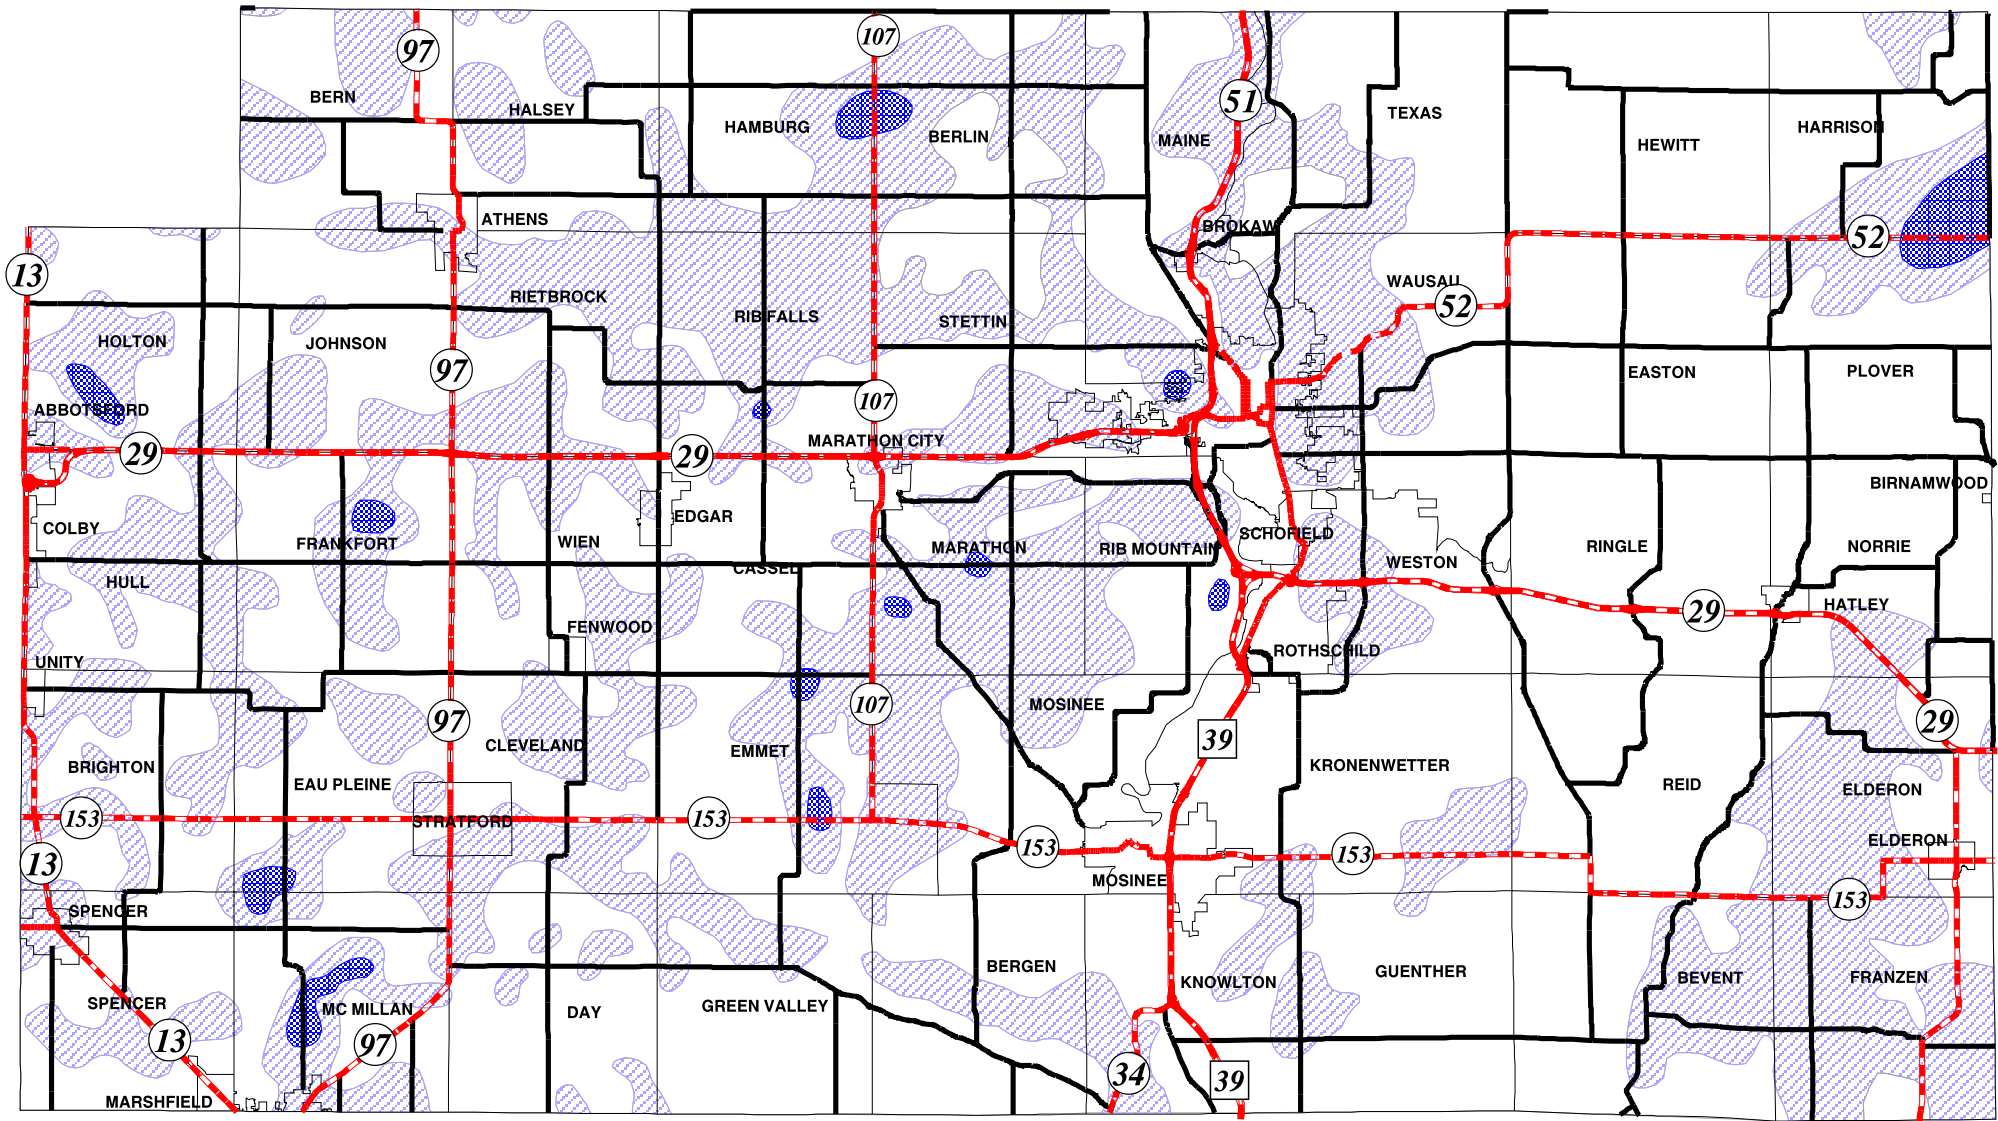 107
97
51
BERN
HALSEY
HAMBURG
BERLIN
MAINE
TEXAS
HEWITT
HARRISON
ATHENS
BROKAW
52
13
RIETBROCK
RIB FALLS
STETTIN
WAUSAU
52
HOLTON
JOHNSON
97
EASTON
PLOVER
ABBOTSFORD
107
29
29
MARATHON CITY
BIRNAMWOOD
COLBY
FRANKFORT
WIEN
EDGAR
MARATHON
RIB MOUNTAIN
SCHOFIELD
WESTON
RINGLE
NORRIE
HULL
CASSEL
29
HATLEY
FENWOOD
UNITY
ROTHSCHILD
97
107
MOSINEE
39
29
BRIGHTON
EAU PLEINE
CLEVELAND
EMMET
KRONENWETTER
REID
ELDERON
153
STRATFORD
153
153
153
ELDERON
13
MOSINEE
153
SPENCER
SPENCER
MC MILLAN
DAY
GREEN VALLEY
BERGEN
KNOWLTON
GUENTHER
BEVENT
FRANZEN
13
97
34
39
MARSHFIELD